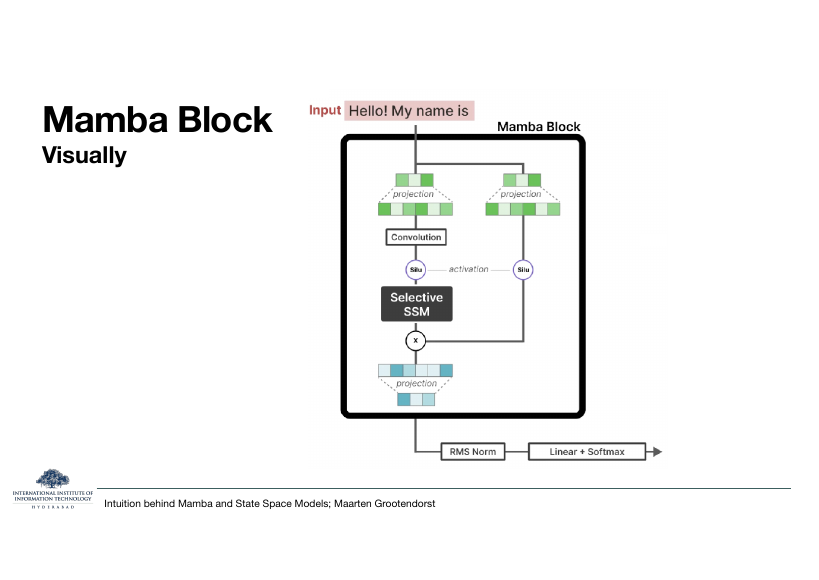 Mamba Block
Visually
Input Hello! My name is
Mamba Block
projection projection
Convolution
Silu activation Silu
Selective
SSM
x
projection
RMS Norm Linear + Softmax
INTERNATIONAL INSTITUTE OF
INFORMATION TECHNOLOGY
HYDERABAD
Intuition behind Mamba and State Space Models; Maarten Grootendorst